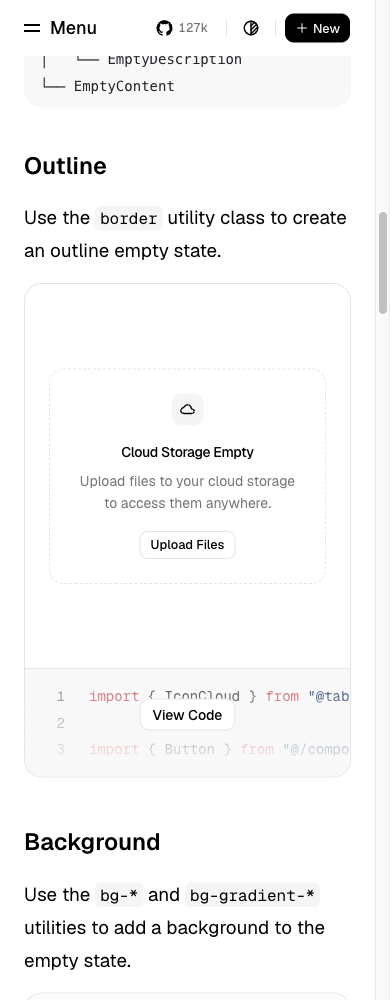 Menu 127k + New
│ └── EmptyDescription
└── EmptyContent
Outline
Use the border utility class to create
an outline empty state.
Cloud Storage Empty
Upload files to your cloud storage
to access them anywhere.
Upload Files
1 import { IconCloud } from "@tab
View Code
2
3 import { Button } from "@/compo
Background
Use the bg-* and bg-gradient-*
utilities to add a background to the
empty state.